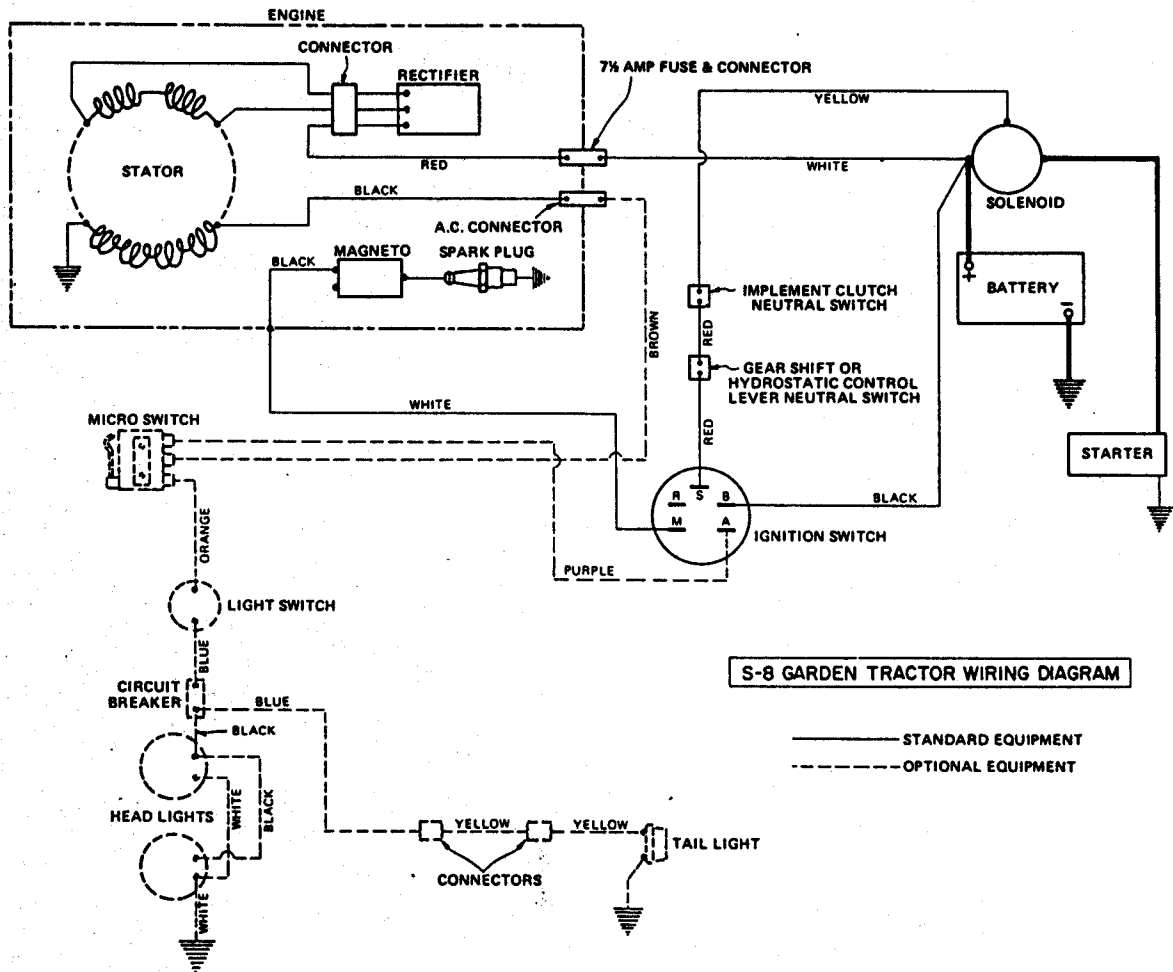 ENGINE
CONNECTOR
RECTIFIER
7½ AMP FUSE & CONNECTOR
YELLOW
STATOR
RED
WHITE
BLACK
SOLENOID
A.C. CONNECTOR
MAGNETO
SPARK PLUG
BLACK
+
BATTERY
–
IMPLEMENT CLUTCH
NEUTRAL SWITCH
BROWN
RED
GEAR SHIFT OR
HYDROSTATIC CONTROL
LEVER NEUTRAL SWITCH
WHITE
MICRO SWITCH
RED
STARTER
R S B
M A
BLACK
IGNITION SWITCH
ORANGE
PURPLE
LIGHT SWITCH
BLUE
S-8 GARDEN TRACTOR WIRING DIAGRAM
CIRCUIT
BREAKER
BLUE
BLACK
STANDARD EQUIPMENT
OPTIONAL EQUIPMENT
HEAD LIGHTS
WHITE
BLACK
YELLOW
YELLOW
TAIL LIGHT
CONNECTORS
WHITE